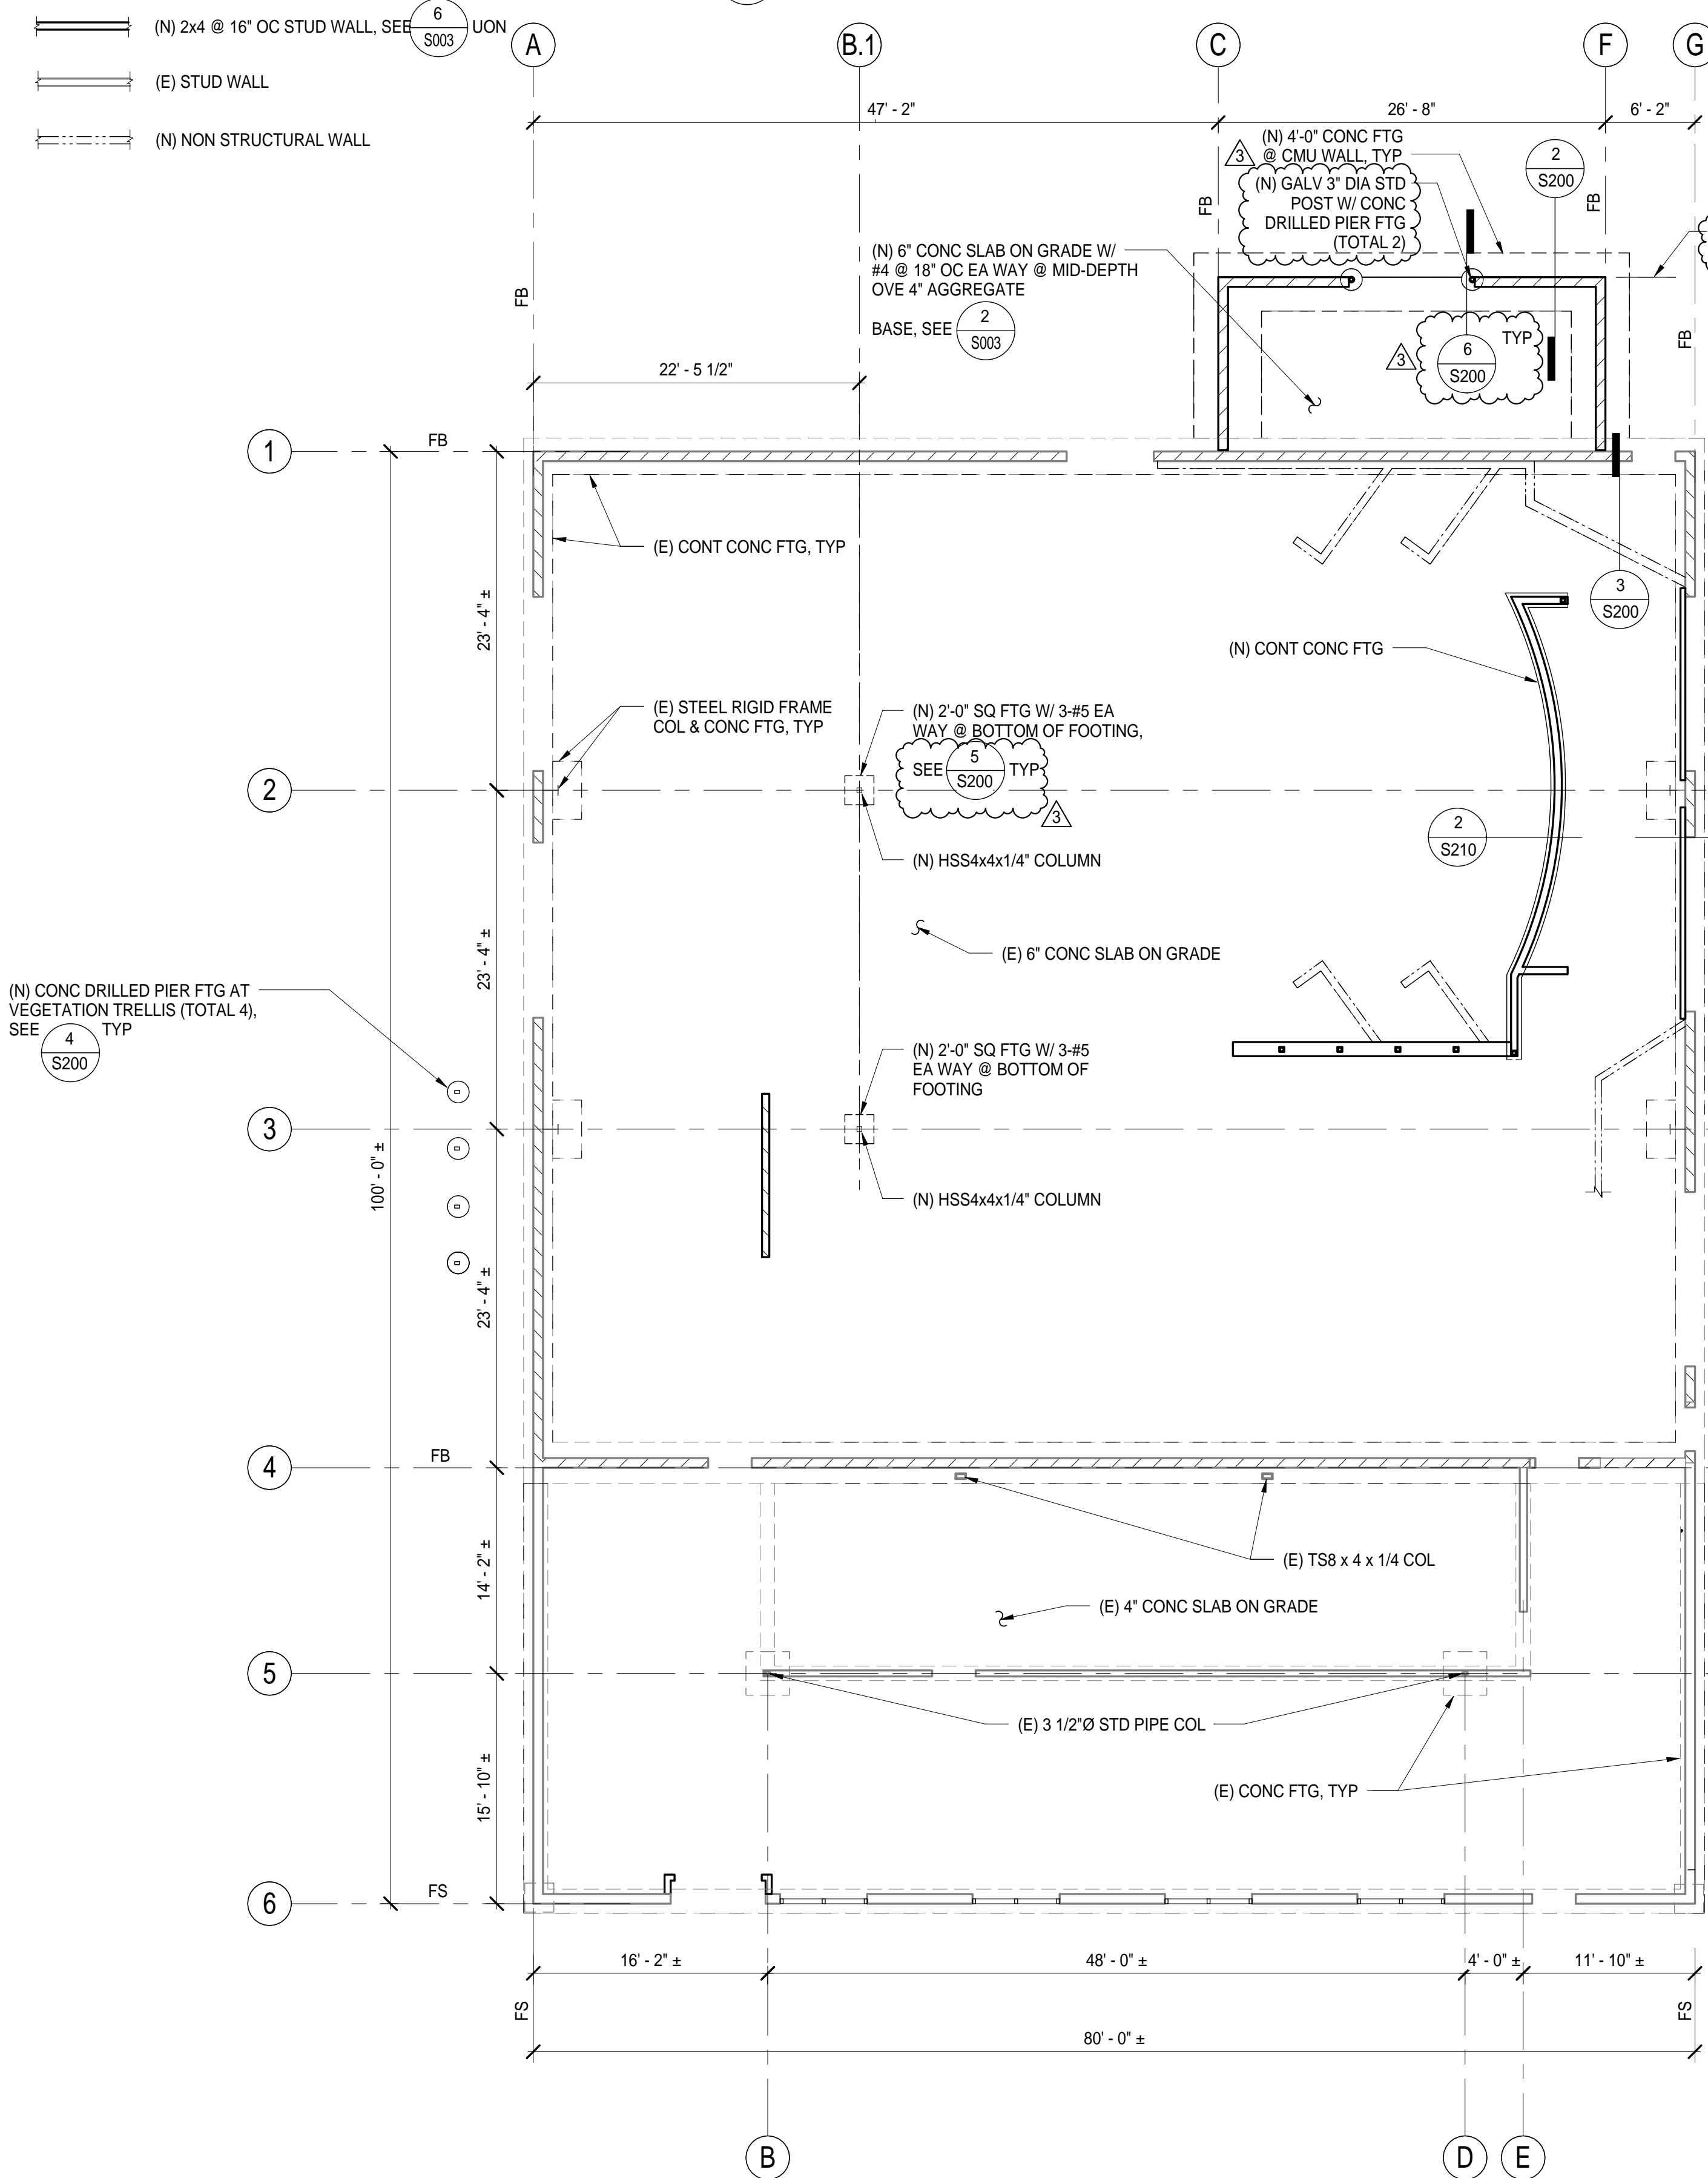 (N) 2x4 @ 16" OC STUD WALL, SEE 6 S003 UON
(E) STUD WALL
(N) NON STRUCTURAL WALL
A
B.1
C
F
G
47' - 2"
26' - 8"
6' - 2"
FB
FB
FB
FB
(N) 4'-0" CONC FTG
@ CMU WALL, TYP
3
(N) GALV 3" DIA STD
POST W/ CONC
DRILLED PIER FTG
(TOTAL 2)
2
S200
(N) 6" CONC SLAB ON GRADE W/
#4 @ 18" OC EA WAY @ MID-DEPTH
OVE 4" AGGREGATE
BASE, SEE 2 S003
TYP
6
S200
3
22' - 5 1/2"
1
FB
(E) CONT CONC FTG, TYP
3
S200
23' - 4" ±
(N) CONT CONC FTG
(E) STEEL RIGID FRAME
COL & CONC FTG, TYP
(N) 2'-0" SQ FTG W/ 3-#5 EA
WAY @ BOTTOM OF FOOTING,
SEE 5 S200 TYP
3
2
2
S210
(N) HSS4x4x1/4" COLUMN
23' - 4" ±
(E) 6" CONC SLAB ON GRADE
(N) CONC DRILLED PIER FTG AT
VEGETATION TRELLIS (TOTAL 4),
SEE 4 S200 TYP
(N) 2'-0" SQ FTG W/ 3-#5
EA WAY @ BOTTOM OF
FOOTING
3
100' - 0" ±
(N) HSS4x4x1/4" COLUMN
23' - 4" ±
4
FB
(E) TS8 x 4 x 1/4 COL
14' - 2" ±
(E) 4" CONC SLAB ON GRADE
5
(E) 3 1/2"Ø STD PIPE COL
15' - 10" ±
(E) CONC FTG, TYP
6
FS
16' - 2" ±
48' - 0" ±
4' - 0" ±
11' - 10" ±
FS
FS
80' - 0" ±
B
D
E